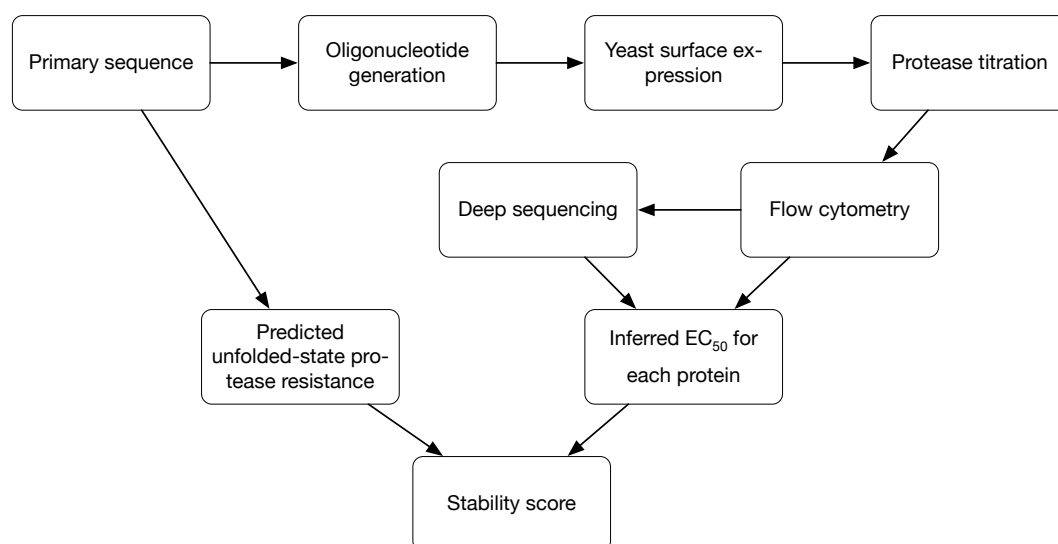 Primary sequence
Oligonucleotide
generation
Yeast surface ex-
pression
Protease titration
Deep sequencing
Flow cytometry
Predicted
unfolded-state pro-
tease resistance
Inferred EC₅₀ for
each protein
Stability score